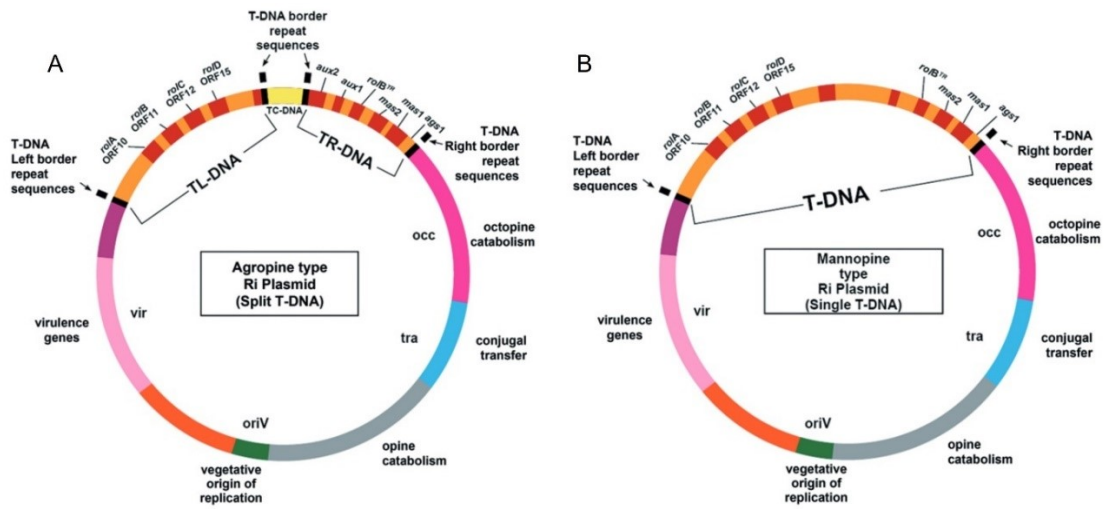 A
T-DNA border
repeat
sequences
rolD
ORF15
rolC
ORF12
rolB
ORF11
rolA
ORF10
TC-DNA
aux2
aux1
rolBTR
mas2
mas1
ags1
T-DNA
Left border
repeat
sequences
T-DNA
Right border
repeat
sequences
TL-DNA
TR-DNA
occ
octopine
catabolism
Agropine type
Ri Plasmid
(Split T-DNA)
vir
virulence
genes
tra
conjugal
transfer
oriV
opine
catabolism
vegetative
origin of
replication
B
rolD
ORF15
rolC
ORF12
rolB
ORF11
rolA
ORF10
rolBTR
mas2
mas1
ags1
T-DNA
Left border
repeat
sequences
T-DNA
Right border
repeat
sequences
T-DNA
occ
octopine
catabolism
Mannopine
type
Ri Plasmid
(Single T-DNA)
vir
virulence
genes
tra
conjugal
transfer
oriV
opine
catabolism
vegetative
origin of
replication